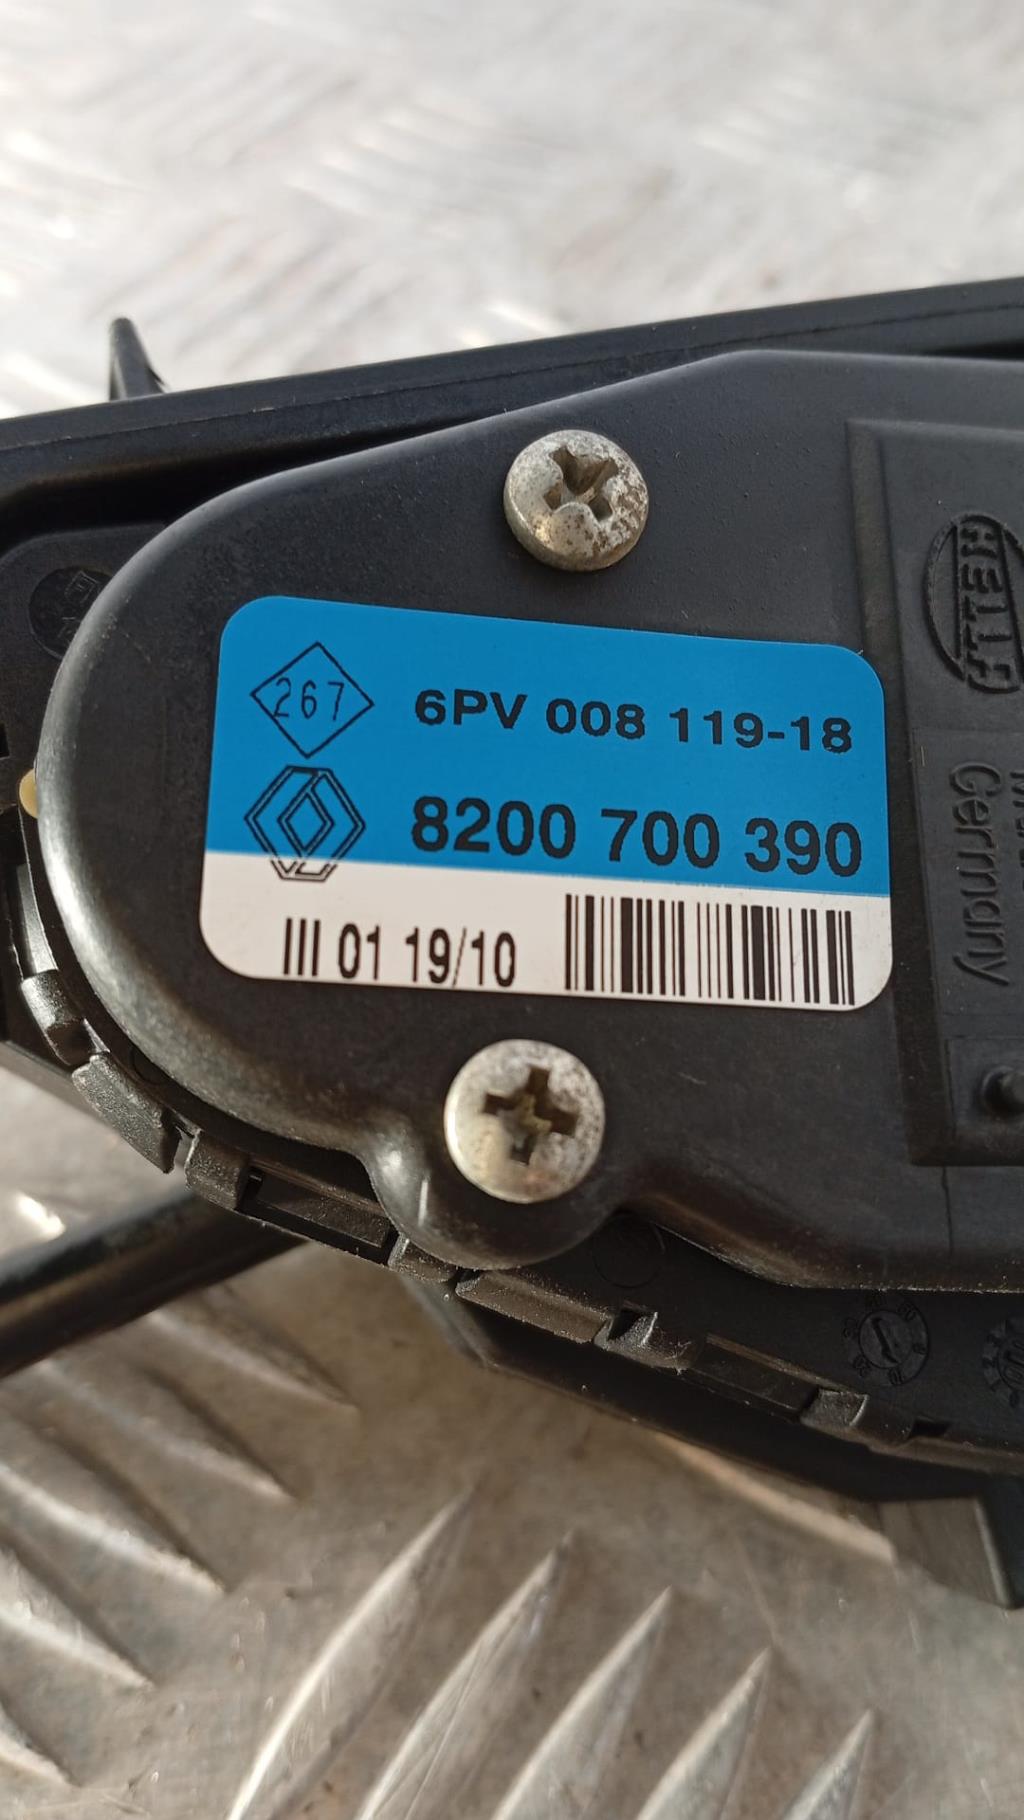 267
6PV 008 119-18
8200 700 390
III 01 19/10
HELLA
Germany